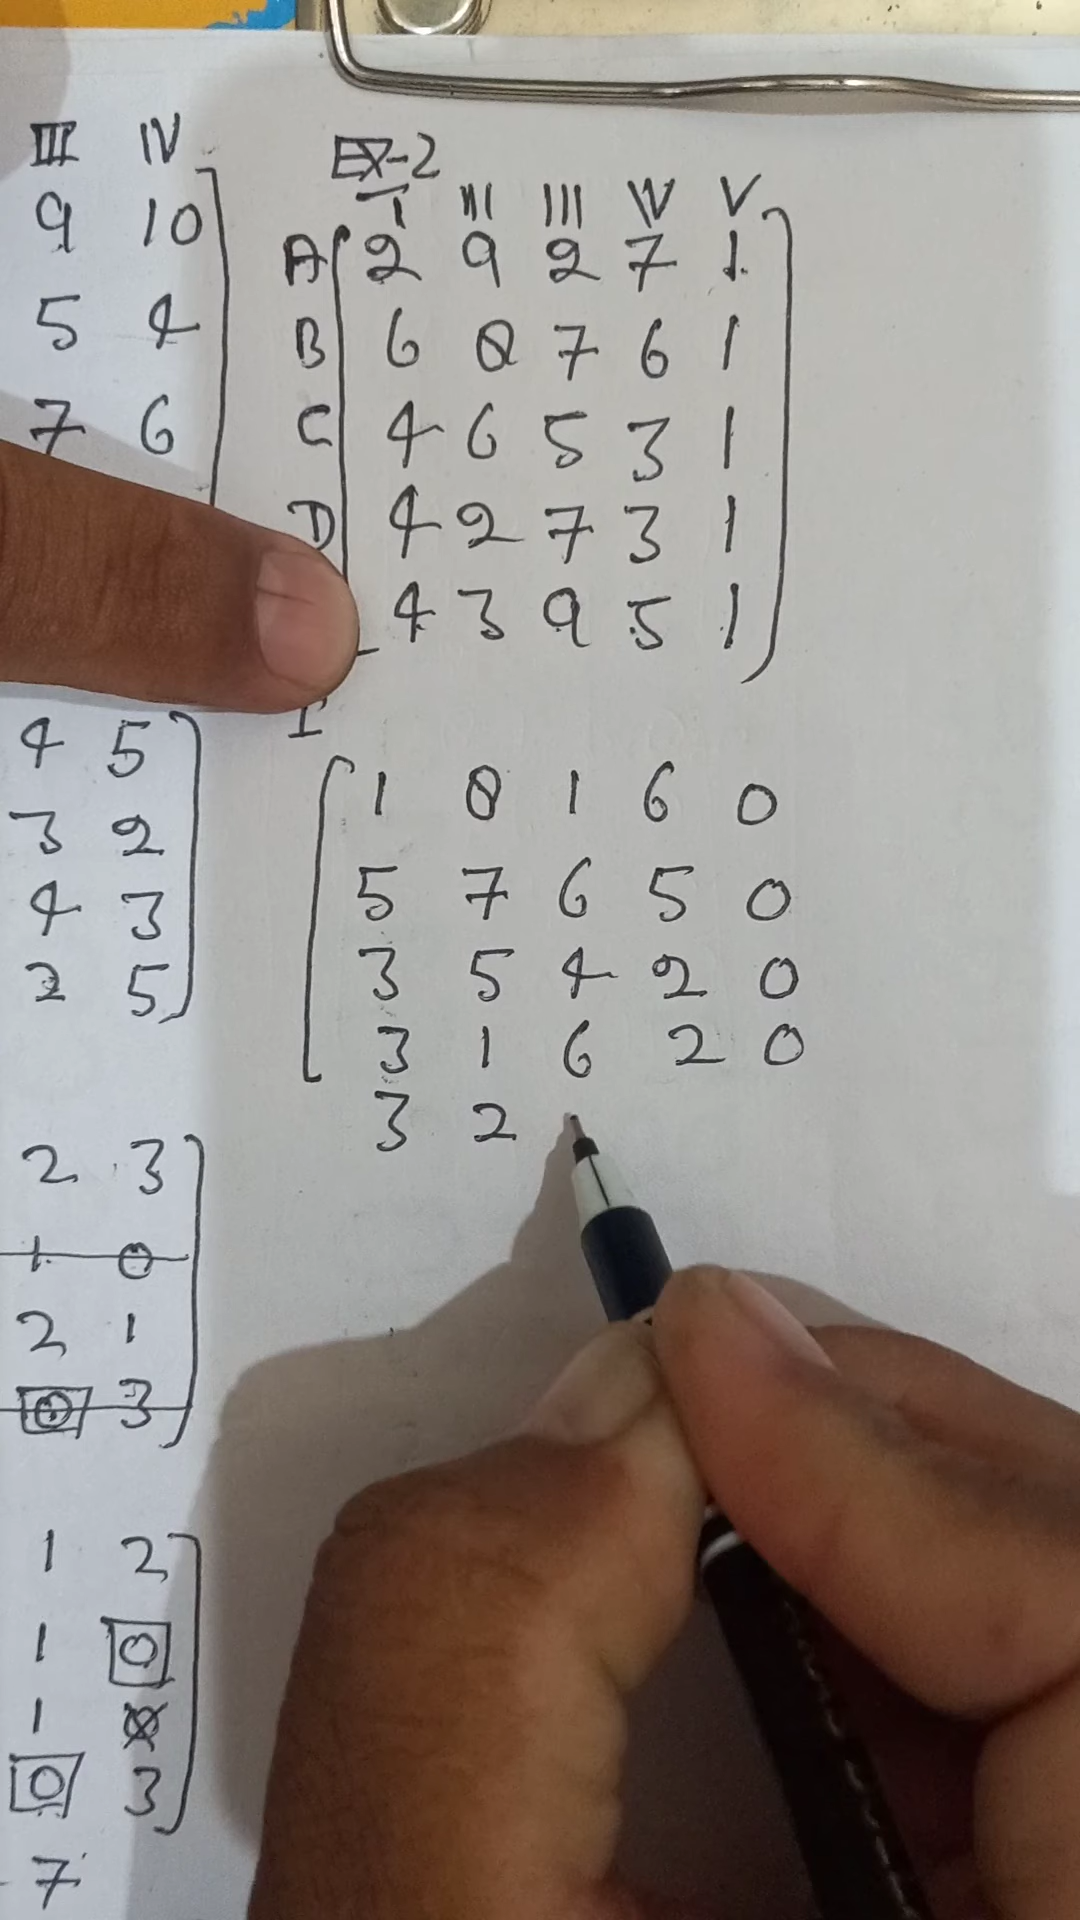 III IV
9 10
5 4
7 6
4 5
3 2
4 3
2 5
2 3
1 0
2 1
0 3
1 2
1 0
1 0
0 3
7
EX-2
I III III IV V
A 2 9 2 7 1
B 6 8 7 6 1
C 4 6 5 3 1
D 4 2 7 3 1
4 3 9 5 1
I
1 8 1 6 0
5 7 6 5 0
3 5 4 2 0
3 1 6 2 0
3 2